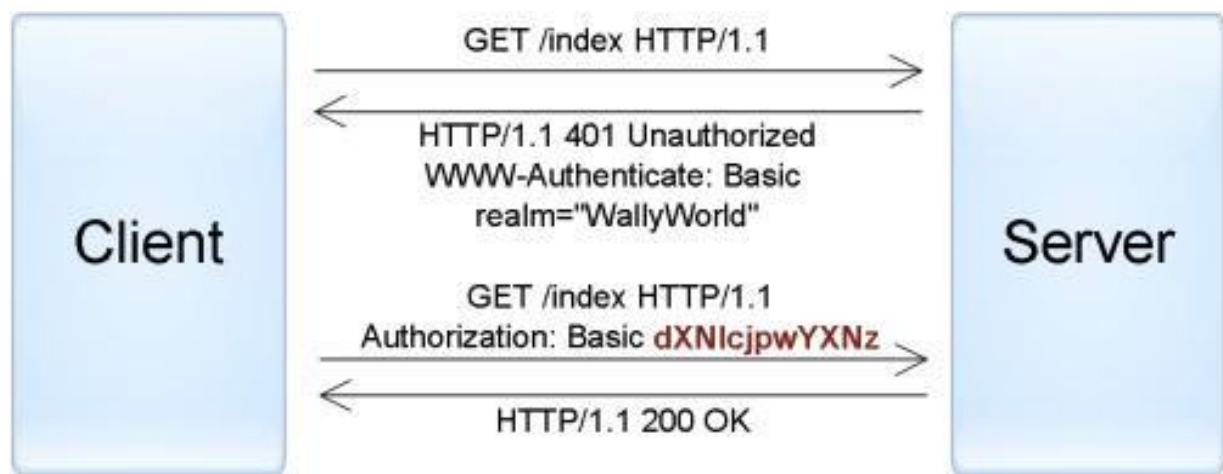 GET /index HTTP/1.1
HTTP/1.1 401 Unauthorized
WWW-Authenticate: Basic
realm="WallyWorld"
Client
Server
GET /index HTTP/1.1
Authorization: Basic dXNlcjpwYXNz
HTTP/1.1 200 OK